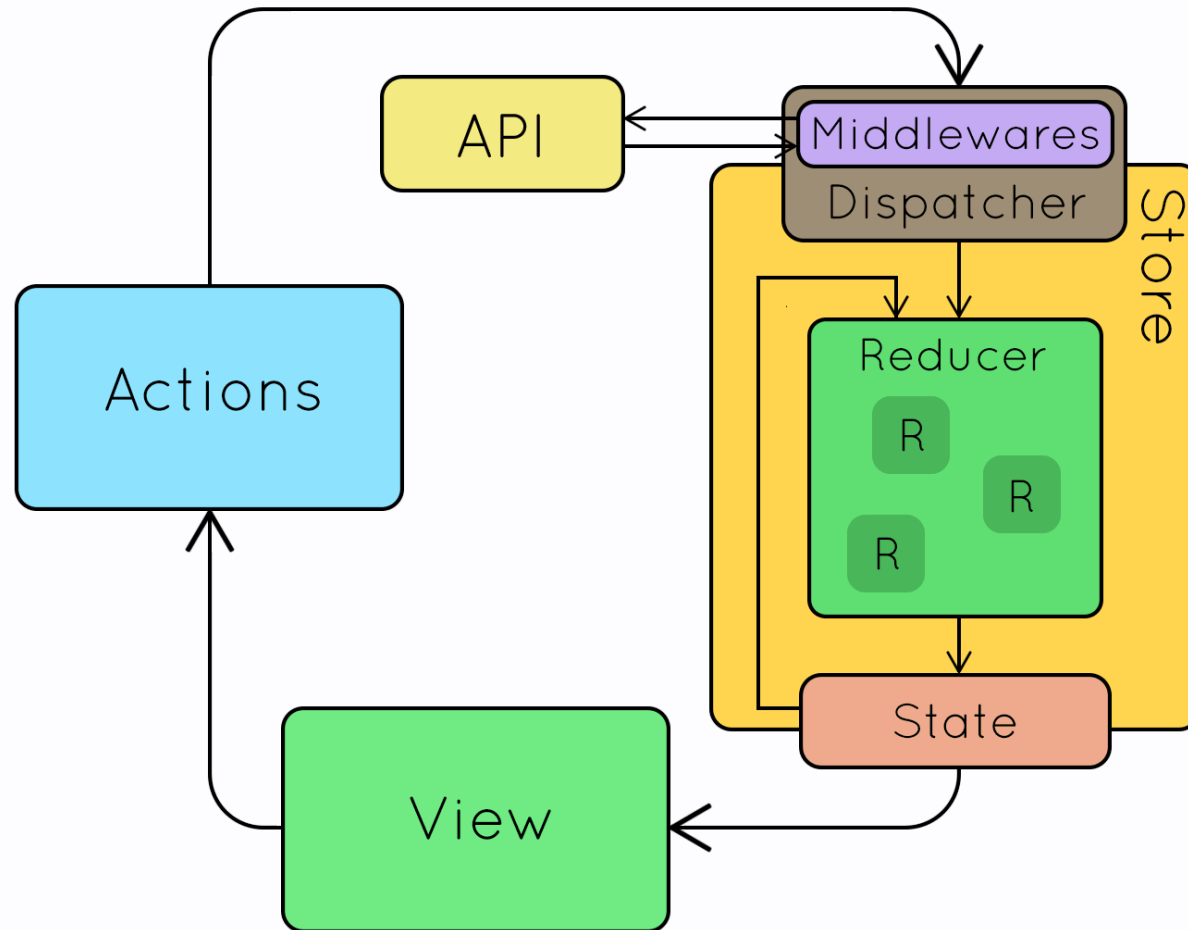 API
Middlewares
Dispatcher
Store
Actions
Reducer
R
R
R
State
View